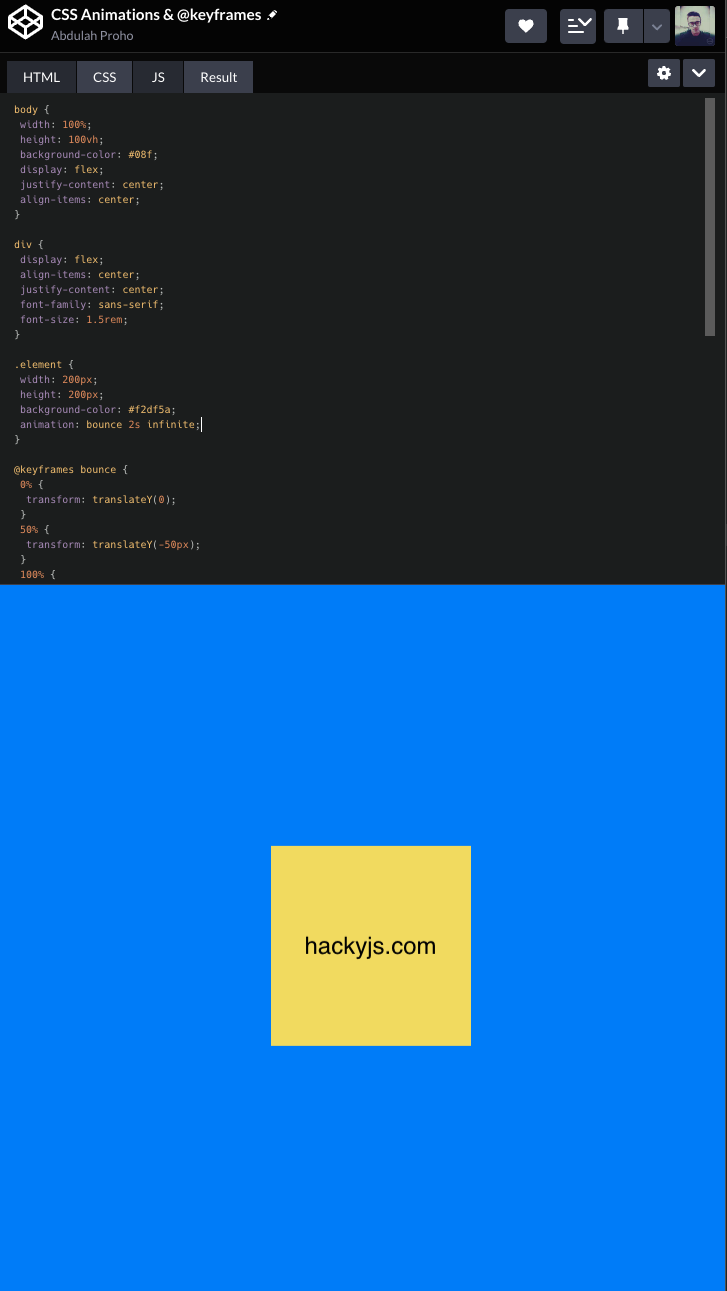 CSS Animations & @keyframes
Abdulah Proho
HTML CSS JS Result
body {
width: 100%;
height: 100vh;
background-color: #08f;
display: flex;
justify-content: center;
align-items: center;
}
div {
display: flex;
align-items: center;
justify-content: center;
font-family: sans-serif;
font-size: 1.5rem;
}
.element {
width: 200px;
height: 200px;
background-color: #f2df5a;
animation: bounce 2s infinite;
}
@keyframes bounce {
0% {
transform: translateY(0);
}
50% {
transform: translateY(-50px);
}
100% {
hackyjs.com